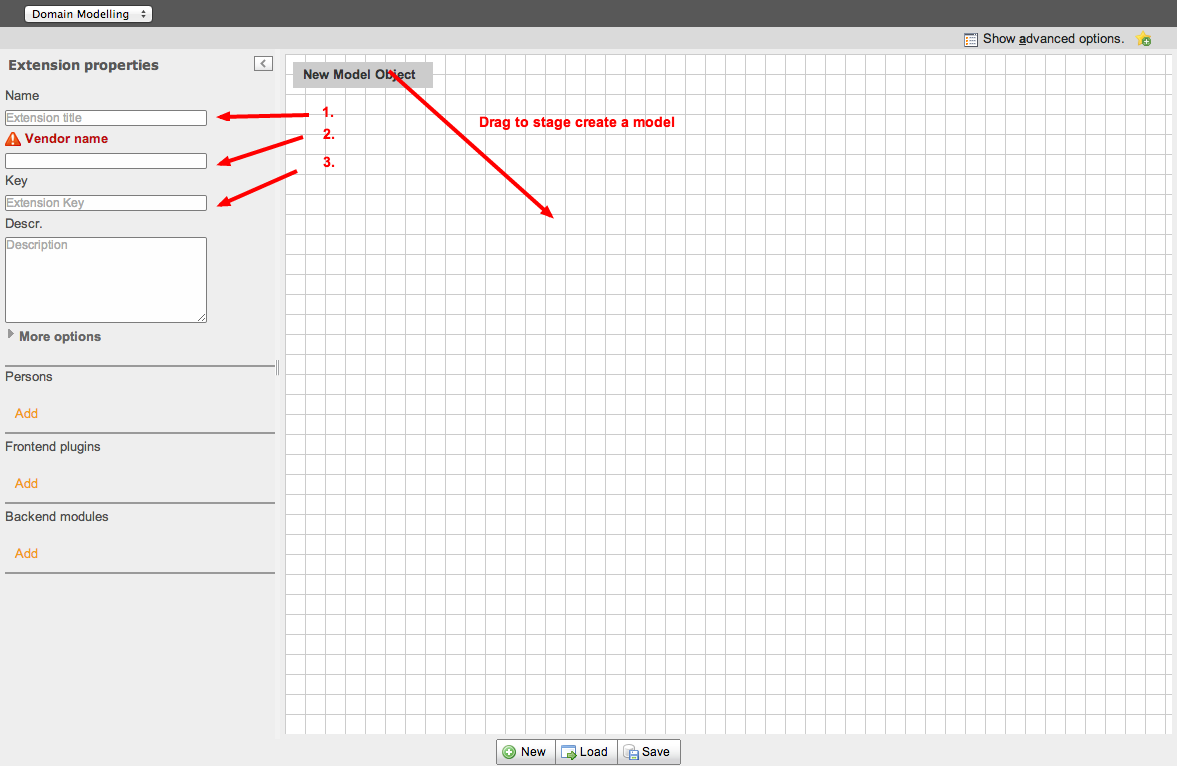 Domain Modelling
Show advanced options.
Extension properties
Name
Extension title
Vendor name
Key
Extension Key
Descr.
Description
More options
Persons
Add
Frontend plugins
Add
Backend modules
Add
New Model Object
1.
2.
3.
Drag to stage create a model
New Load Save